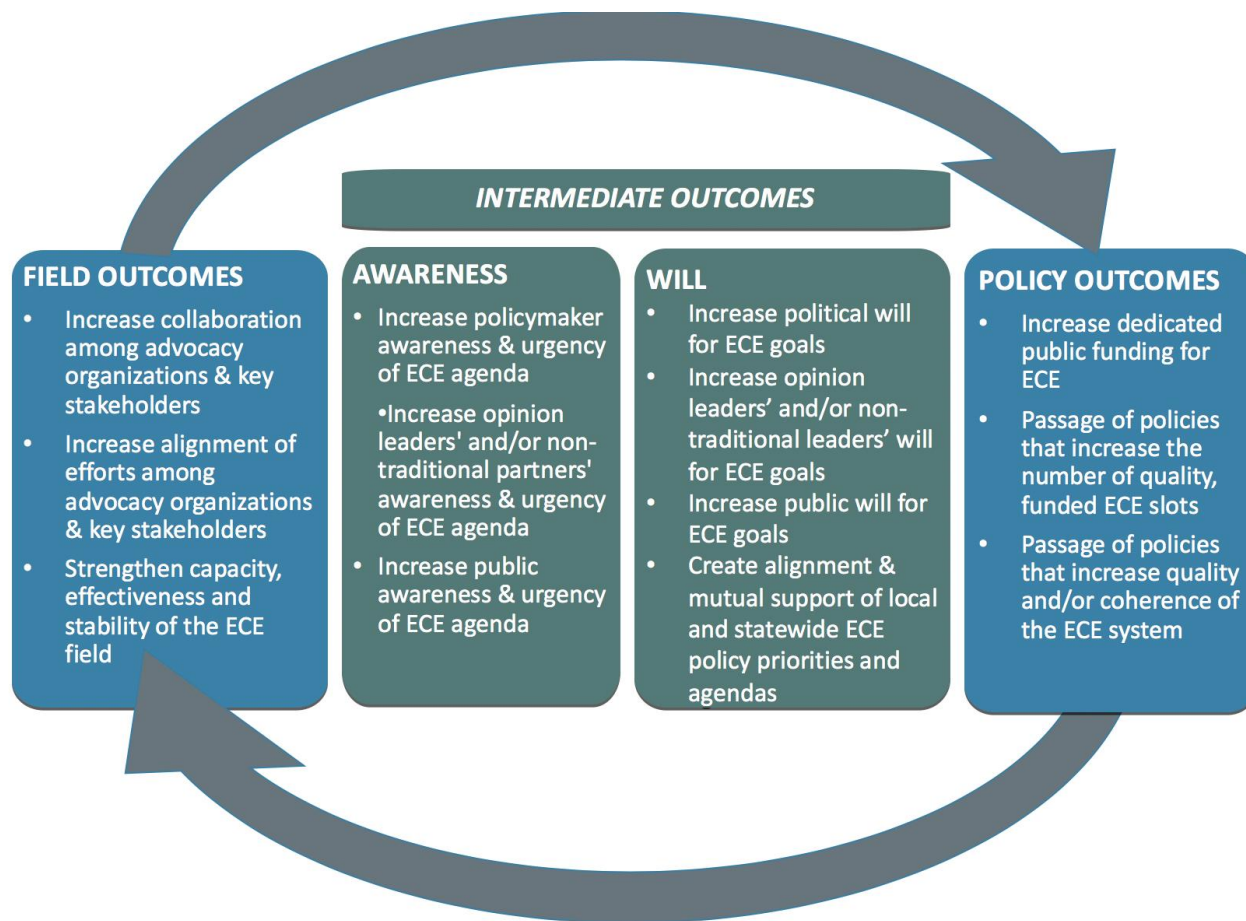 INTERMEDIATE OUTCOMES
FIELD OUTCOMES
• Increase collaboration
among advocacy
organizations & key
stakeholders
• Increase alignment of
efforts among
advocacy organizations
& key stakeholders
• Strengthen capacity,
effectiveness and
stability of the ECE
field
AWARENESS
• Increase policymaker
awareness & urgency
of ECE agenda
•Increase opinion
leaders' and/or non-
traditional partners'
awareness & urgency
of ECE agenda
• Increase public
awareness & urgency
of ECE agenda
WILL
• Increase political will
for ECE goals
• Increase opinion
leaders’ and/or non-
traditional leaders’ will
for ECE goals
• Increase public will for
ECE goals
• Create alignment &
mutual support of local
and statewide ECE
policy priorities and
agendas
POLICY OUTCOMES
• Increase dedicated
public funding for
ECE
• Passage of policies
that increase the
number of quality,
funded ECE slots
• Passage of policies
that increase quality
and/or coherence of
the ECE system